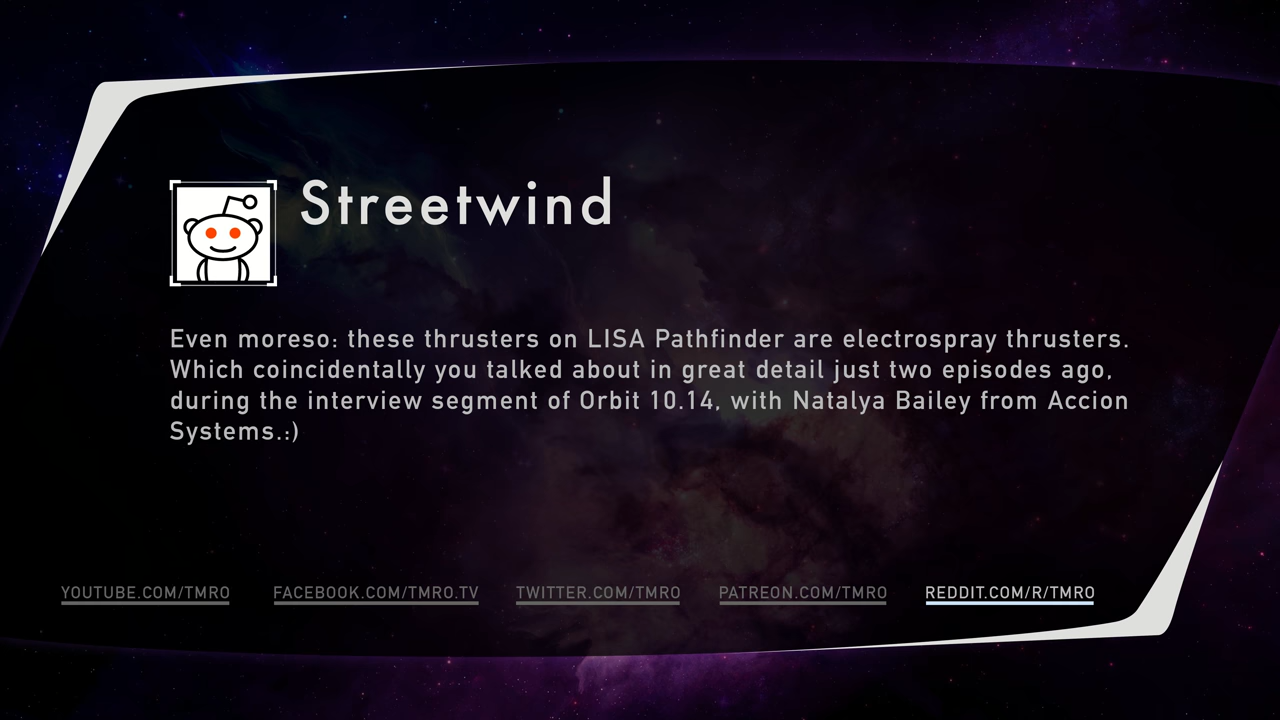 Streetwind
Even moreso: these thrusters on LISA Pathfinder are electrospray thrusters.
Which coincidentally you talked about in great detail just two episodes ago,
during the interview segment of Orbit 10.14, with Natalya Bailey from Accion
Systems.:)
YOUTUBE.COM/TMRO FACEBOOK.COM/TMRO.TV TWITTER.COM/TMRO PATREON.COM/TMRO REDDIT.COM/R/TMRO